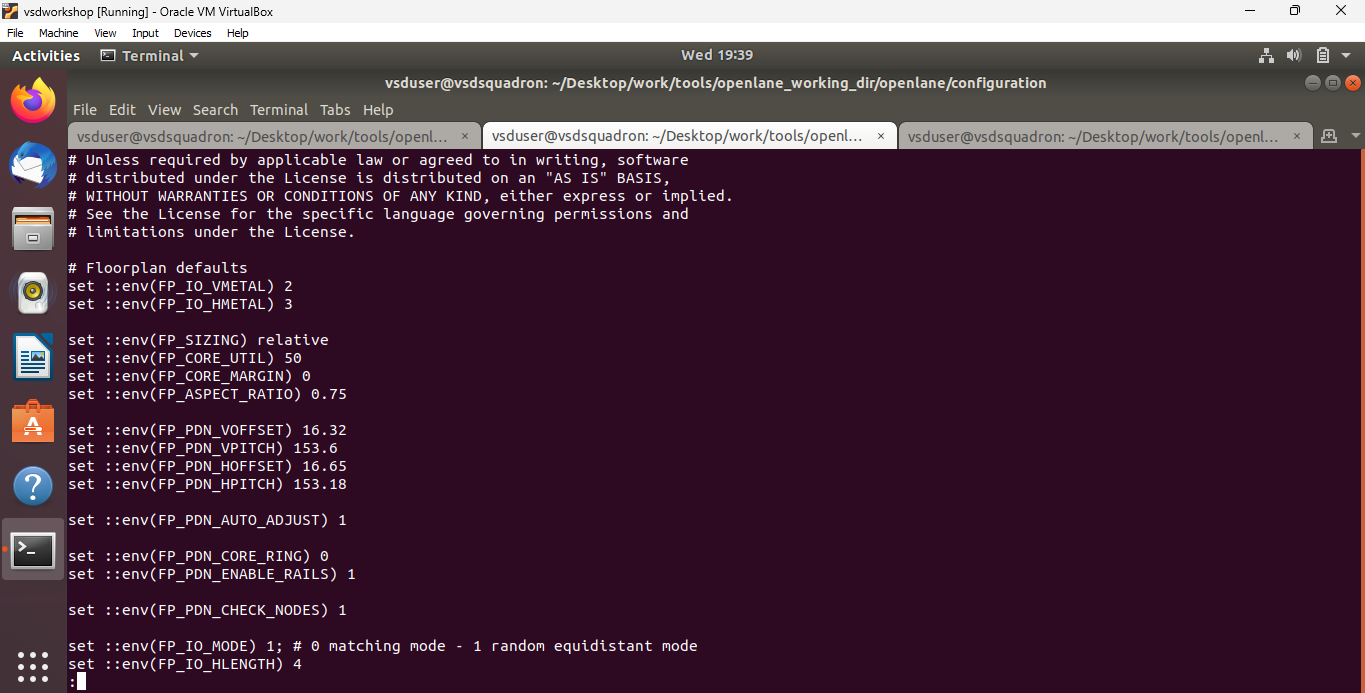 vsdworkshop [Running] - Oracle VM VirtualBox
File Machine View Input Devices Help
Activities Terminal Wed 19:39
vsduser@vsdsquadron: ~/Desktop/work/tools/openlane_working_dir/openlane/configuration
File Edit View Search Terminal Tabs Help
vsduser@vsdsquadron: ~/Desktop/work/tools/openl... × vsduser@vsdsquadron: ~/Desktop/work/tools/openl... × vsduser@vsdsquadron: ~/Desktop/work/tools/openl... ×
# Unless required by applicable law or agreed to in writing, software
# distributed under the License is distributed on an "AS IS" BASIS,
# WITHOUT WARRANTIES OR CONDITIONS OF ANY KIND, either express or implied.
# See the License for the specific language governing permissions and
# limitations under the License.
# Floorplan defaults
set ::env(FP_IO_VMETAL) 2
set ::env(FP_IO_HMETAL) 3
set ::env(FP_SIZING) relative
set ::env(FP_CORE_UTIL) 50
set ::env(FP_CORE_MARGIN) 0
set ::env(FP_ASPECT_RATIO) 0.75
set ::env(FP_PDN_VOFFSET) 16.32
set ::env(FP_PDN_VPITCH) 153.6
set ::env(FP_PDN_HOFFSET) 16.65
set ::env(FP_PDN_HPITCH) 153.18
set ::env(FP_PDN_AUTO_ADJUST) 1
set ::env(FP_PDN_CORE_RING) 0
set ::env(FP_PDN_ENABLE_RAILS) 1
set ::env(FP_PDN_CHECK_NODES) 1
set ::env(FP_IO_MODE) 1; # 0 matching mode - 1 random equidistant mode
set ::env(FP_IO_HLENGTH) 4
: